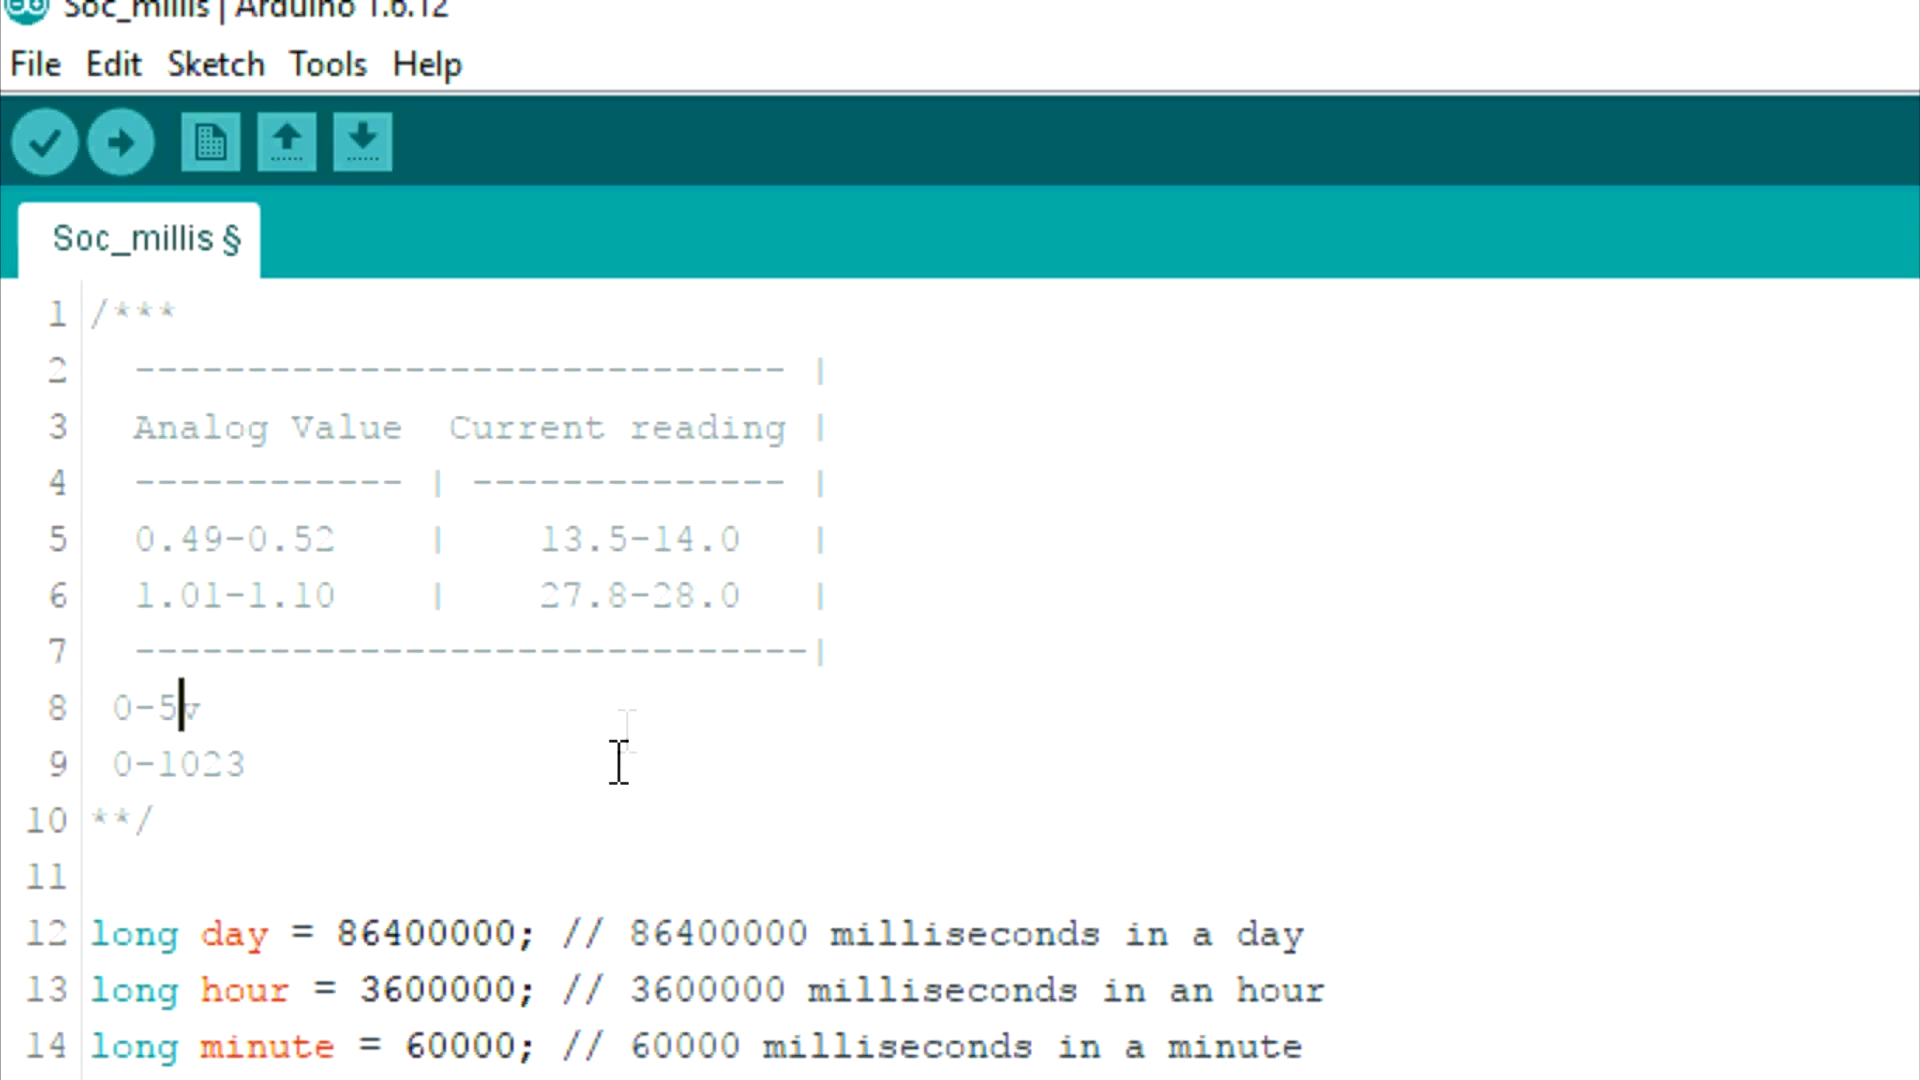 Soc_millis | Arduino 1.6.12
File Edit Sketch Tools Help
Soc_millis §
1 /***
2 ----------------------------- |
3 Analog Value Current reading |
4 ------------ | -------------- |
5 0.49-0.52 | 13.5-14.0 |
6 1.01-1.10 | 27.8-28.0 |
7 ------------------------------|
8 0-5v
9 0-1023
10 **/
11
12 long day = 86400000; // 86400000 milliseconds in a day
13 long hour = 3600000; // 3600000 milliseconds in an hour
14 long minute = 60000; // 60000 milliseconds in a minute